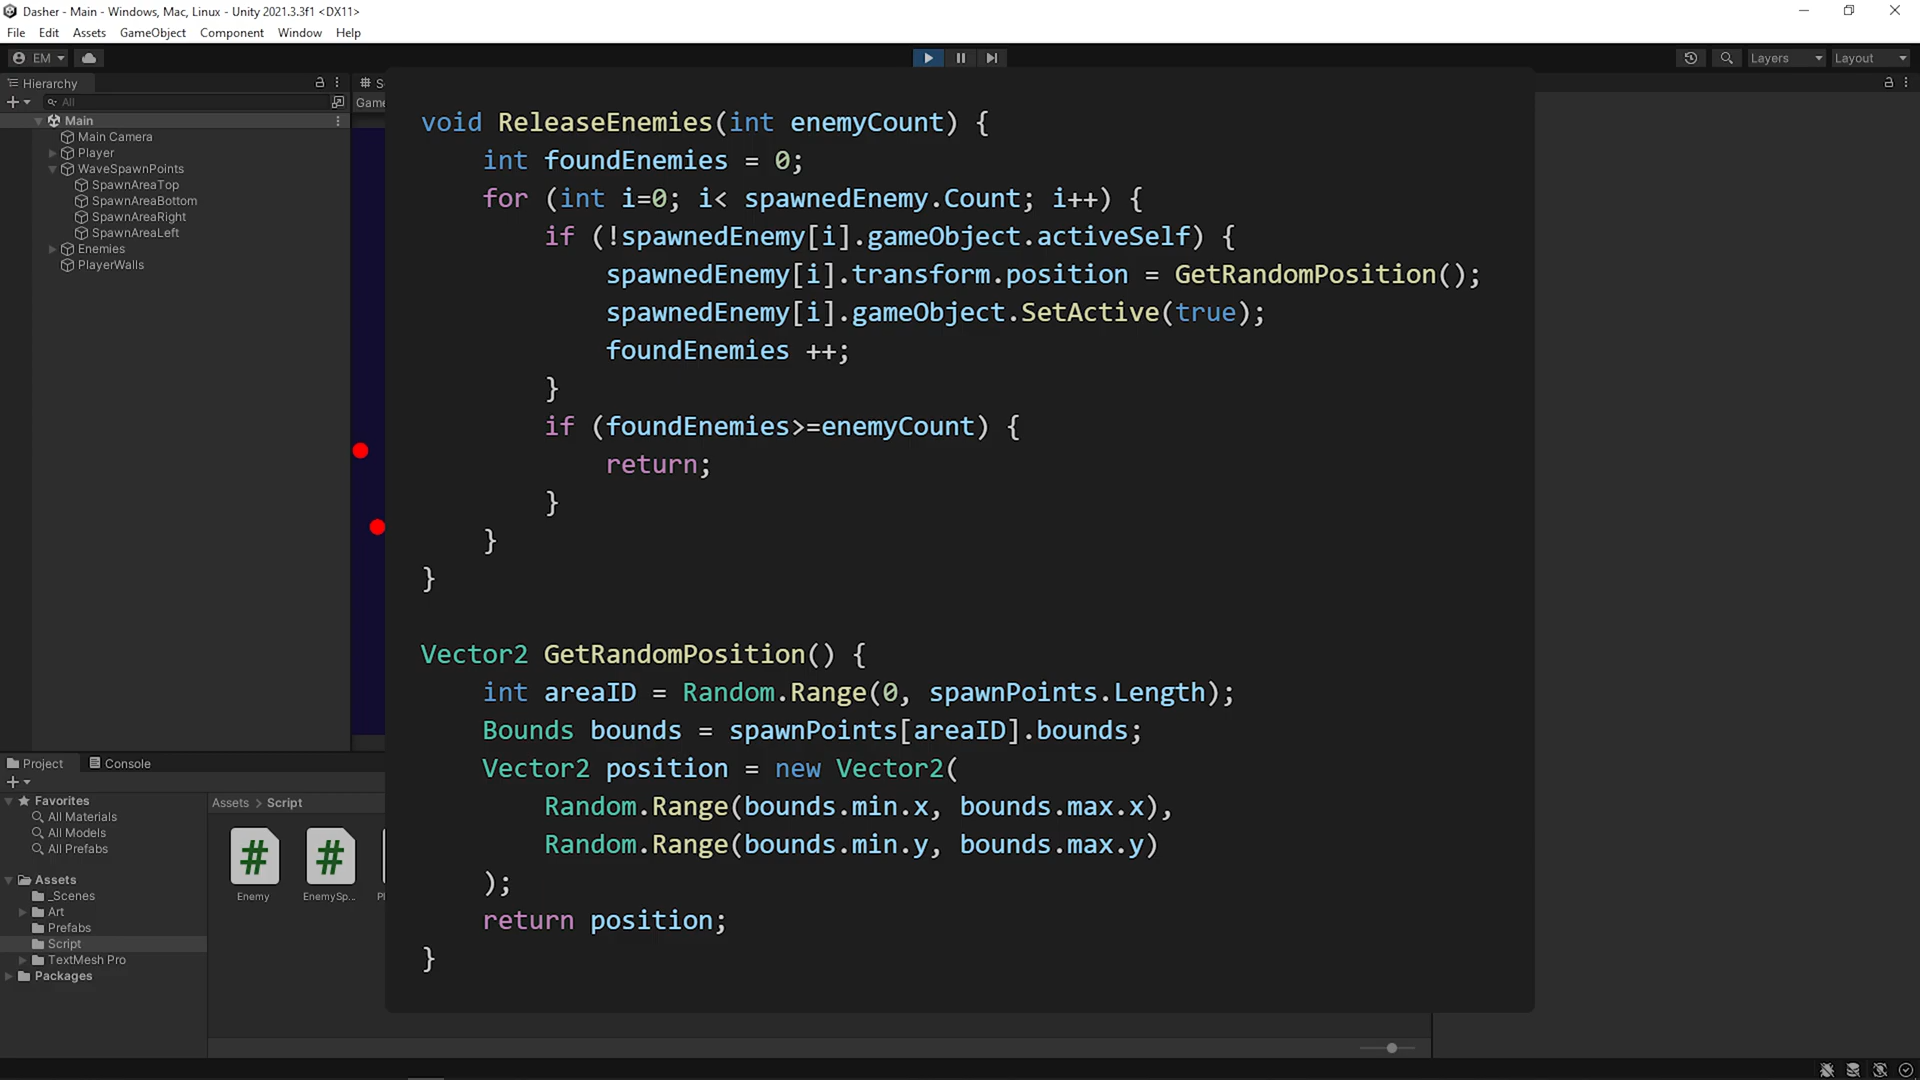 Dasher - Main - Windows, Mac, Linux - Unity 2021.3.3f1 <DX11>
File Edit Assets GameObject Component Window Help
EM
Layers
Layout
Hierarchy
All
Main
Main Camera
Player
WaveSpawnPoints
SpawnAreaTop
SpawnAreaBottom
SpawnAreaRight
SpawnAreaLeft
Enemies
PlayerWalls
# S
Game
void ReleaseEnemies(int enemyCount) {
int foundEnemies = 0;
for (int i=0; i< spawnedEnemy.Count; i++) {
if (!spawnedEnemy[i].gameObject.activeSelf) {
spawnedEnemy[i].transform.position = GetRandomPosition();
spawnedEnemy[i].gameObject.SetActive(true);
foundEnemies ++;
}
if (foundEnemies>=enemyCount) {
return;
}
}
}
Vector2 GetRandomPosition() {
int areaID = Random.Range(0, spawnPoints.Length);
Bounds bounds = spawnPoints[areaID].bounds;
Vector2 position = new Vector2(
Random.Range(bounds.min.x, bounds.max.x),
Random.Range(bounds.min.y, bounds.max.y)
);
return position;
}
Project
Console
Favorites
All Materials
All Models
All Prefabs
Assets
_Scenes
Art
Prefabs
Script
TextMesh Pro
Packages
Assets > Script
# #
Enemy
EnemySp...